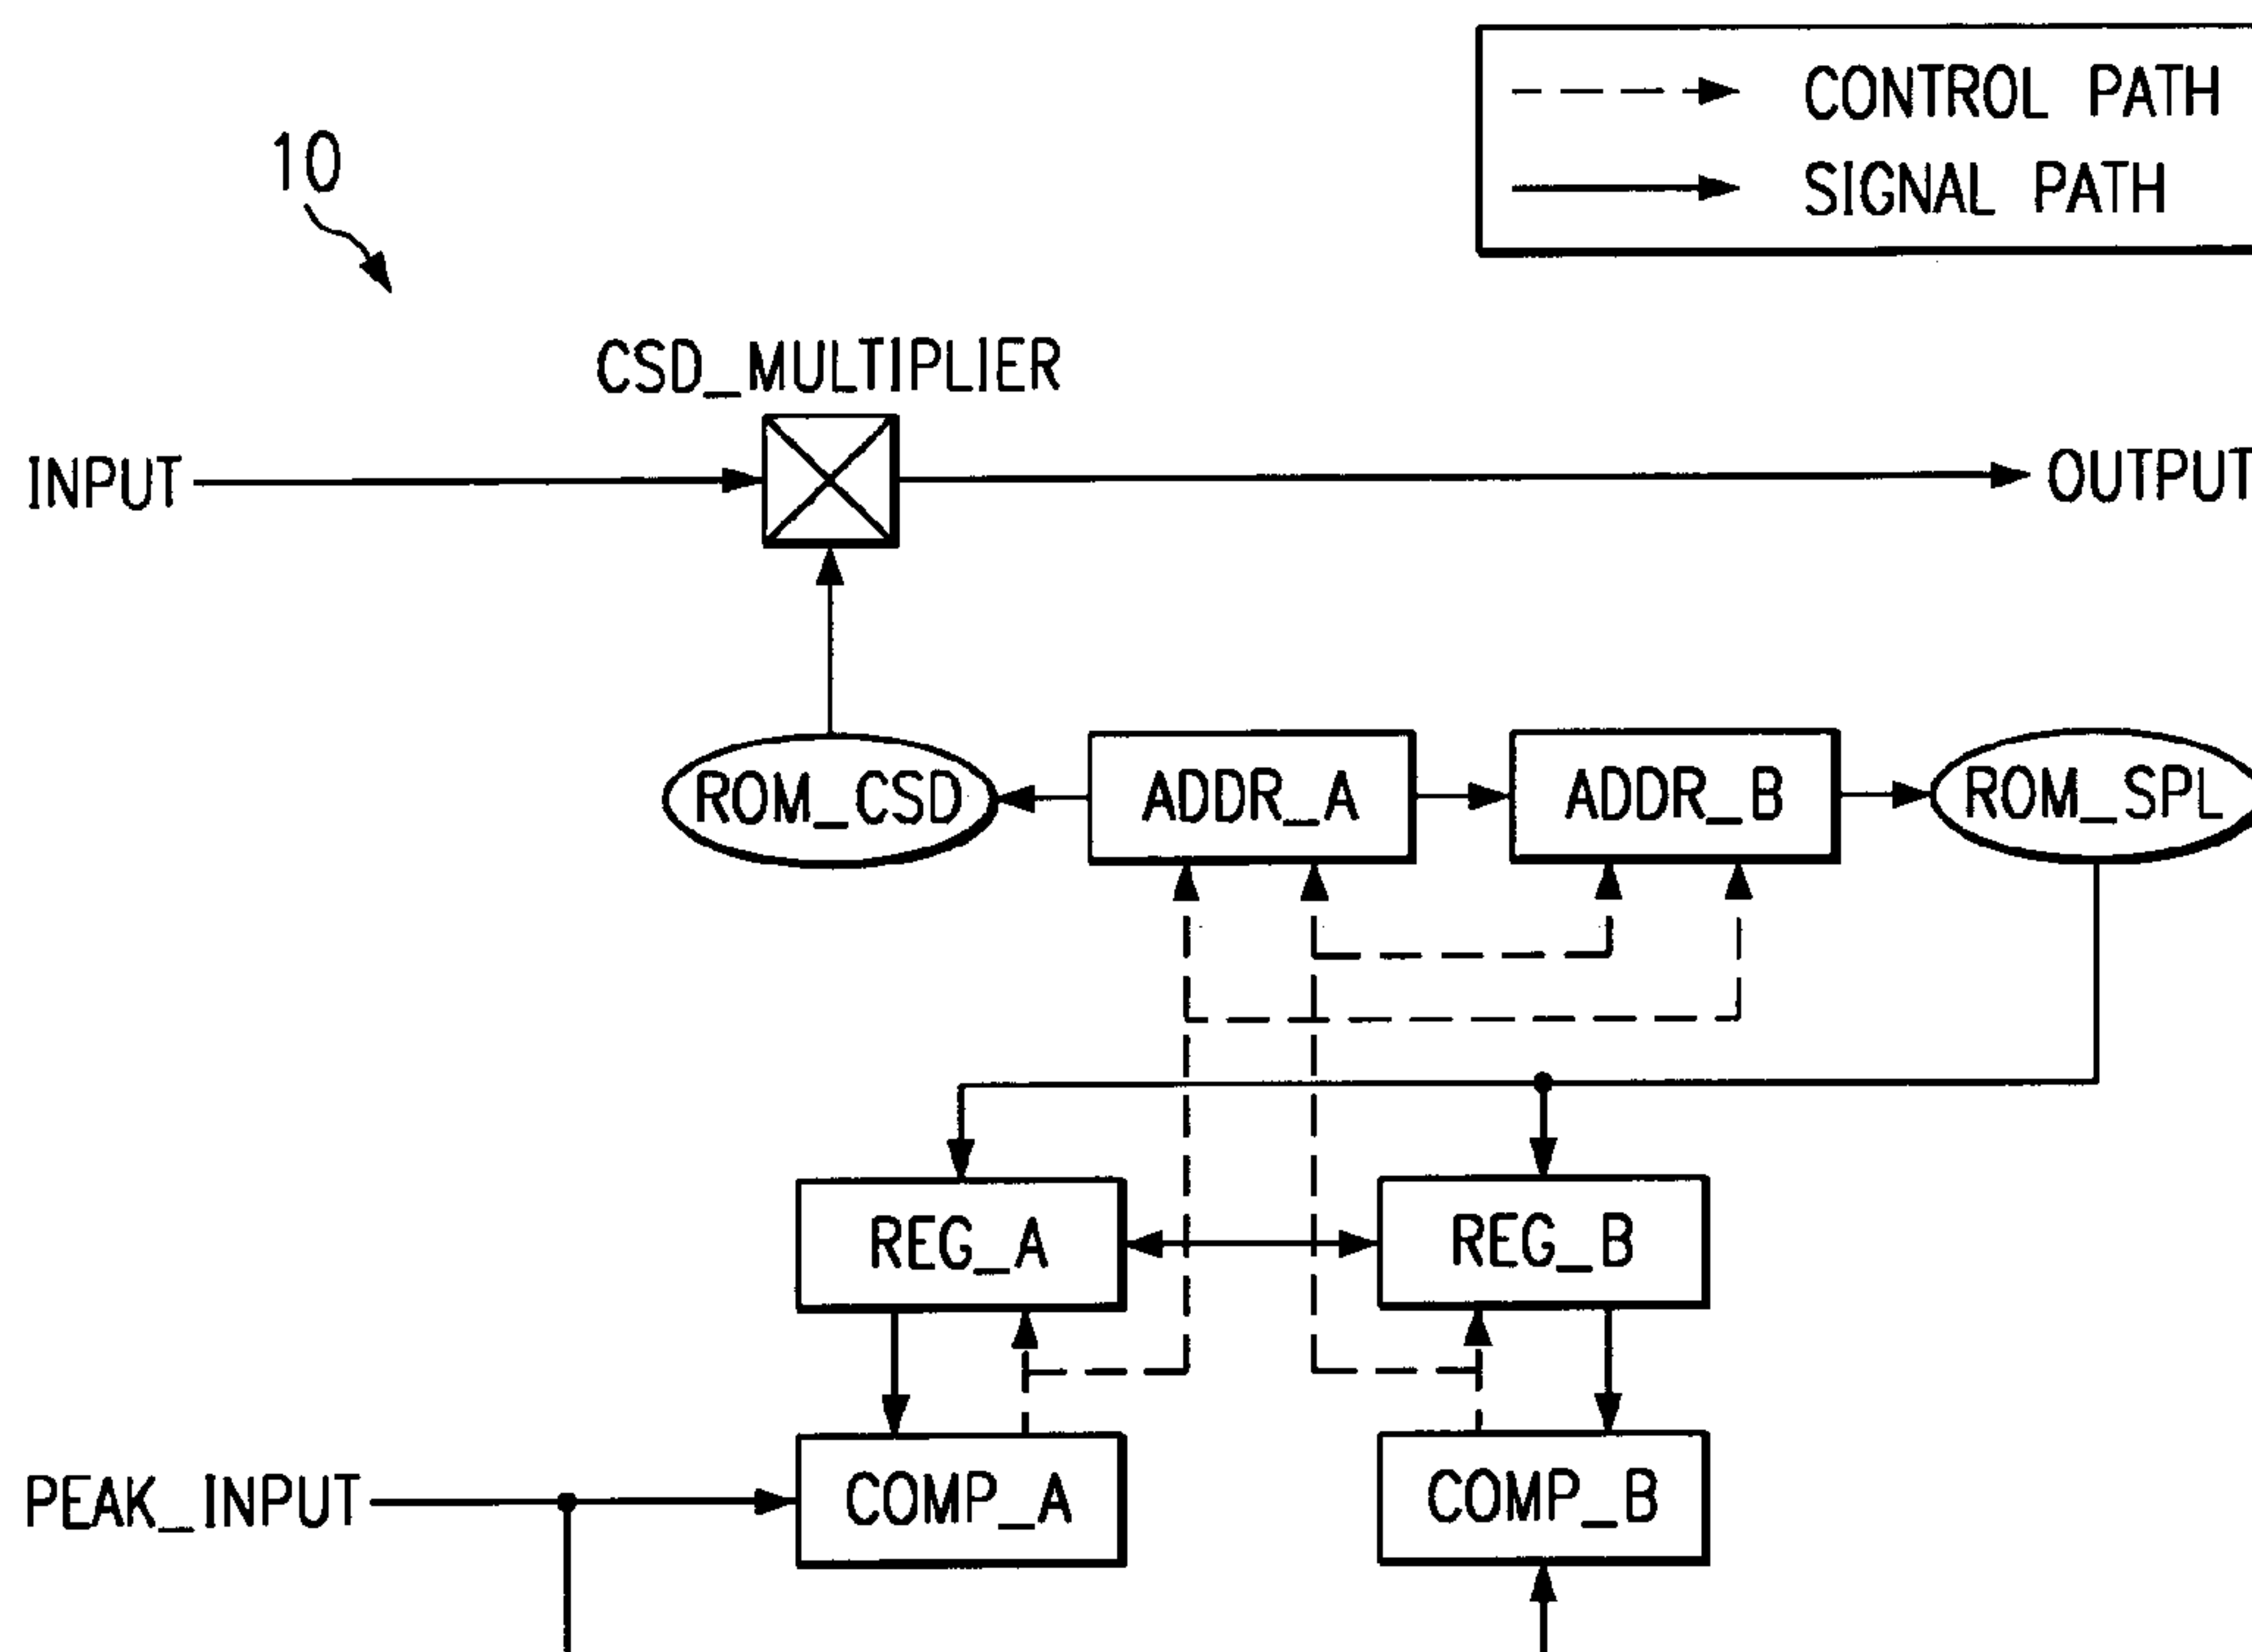 CONTROL PATH
SIGNAL PATH
10
CSD_MULTIPLIER
INPUT
OUTPUT
ROM_CSD
ADDR_A
ADDR_B
ROM_SPL
REG_A
REG_B
PEAK_INPUT
COMP_A
COMP_B